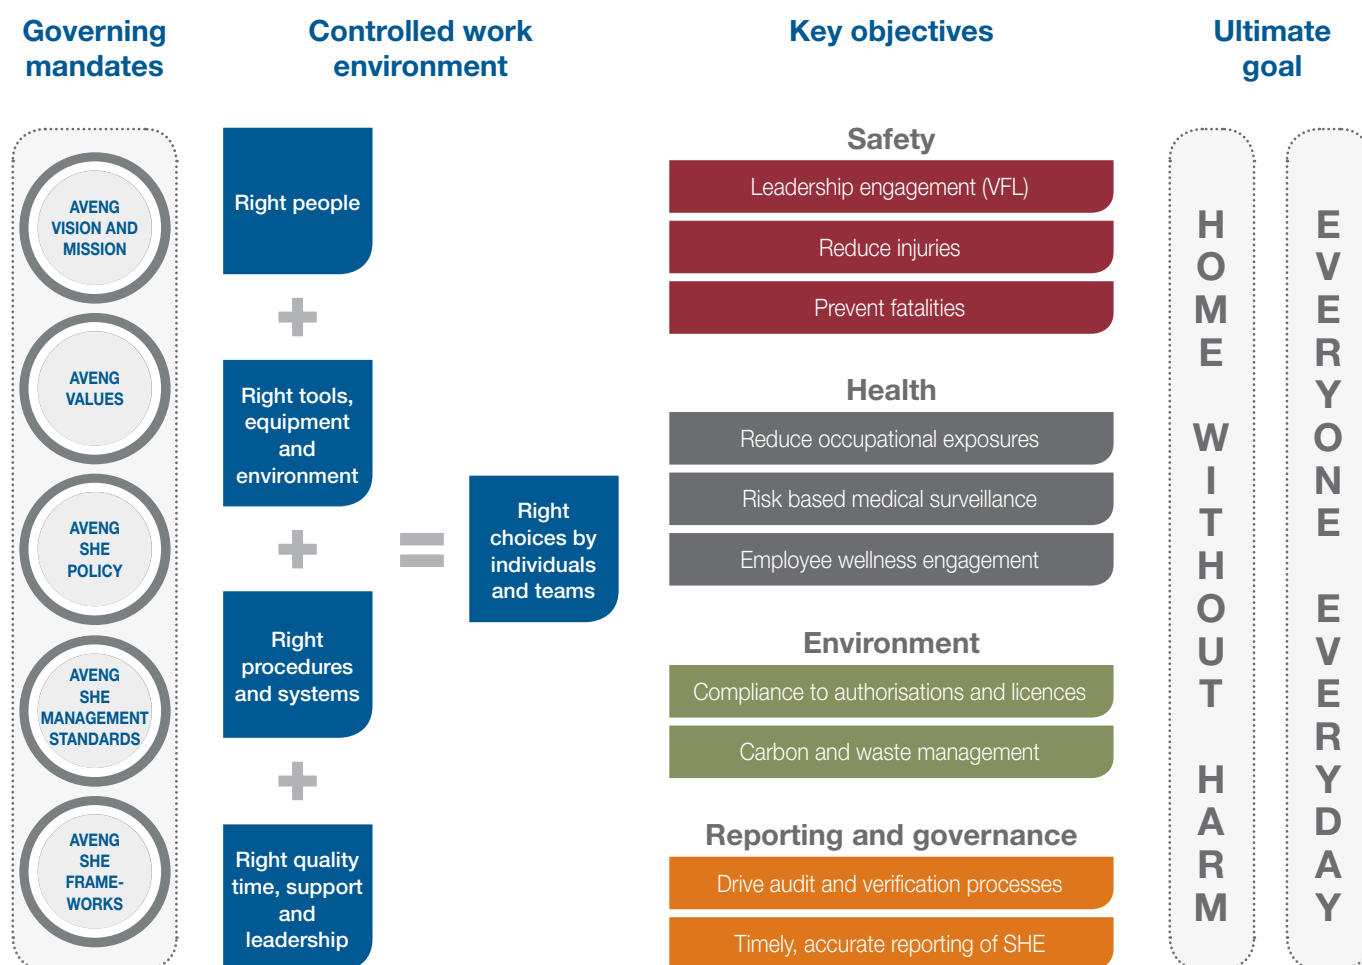 Governing
mandates
Controlled work
environment
Key objectives
Ultimate
goal
AVENG
VISION AND
MISSION
AVENG
VALUES
AVENG
SHE
POLICY
AVENG
SHE
MANAGEMENT
STANDARDS
AVENG
SHE
FRAME-
WORKS
Right people
+
Right tools,
equipment
and
environment
+
Right
procedures
and systems
+
Right quality
time, support
and
leadership
=
Right
choices by
individuals
and teams
Safety
Leadership engagement (VFL)
Reduce injuries
Prevent fatalities
Health
Reduce occupational exposures
Risk based medical surveillance
Employee wellness engagement
Environment
Compliance to authorisations and licences
Carbon and waste management
Reporting and governance
Drive audit and verification processes
Timely, accurate reporting of SHE
HOME WITHOUT HARM
EVERYONE EVERYDAY